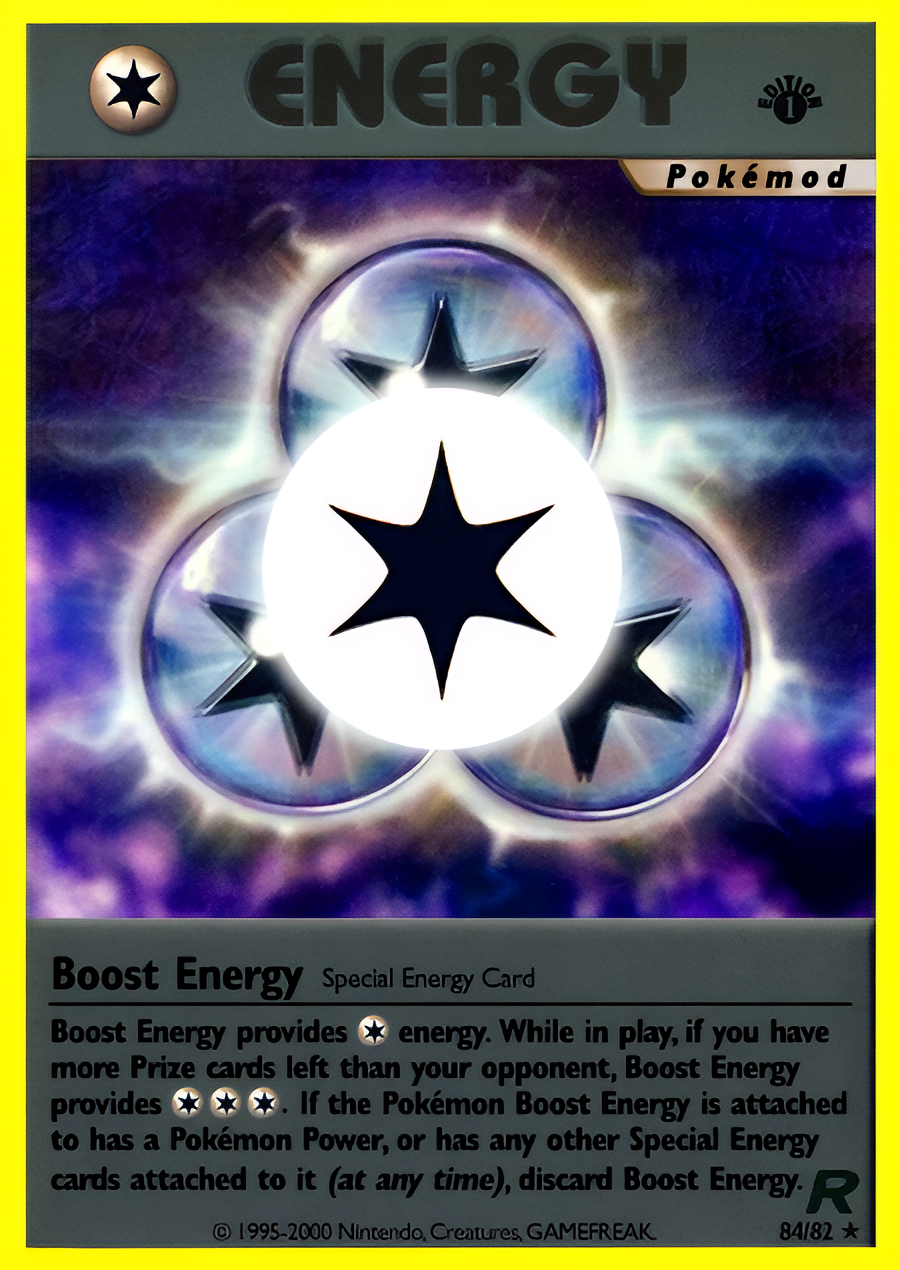 ENERGY
EDITION
1
Pokémod
Boost Energy Special Energy Card
Boost Energy provides energy. While in play, if you have
more Prize cards left than your opponent, Boost Energy
provides . If the Pokémon Boost Energy is attached
to has a Pokémon Power, or has any other Special Energy
cards attached to it (at any time), discard Boost Energy.
R
© 1995-2000 Nintendo, Creatures, GAMEFREAK.
84/82 ★